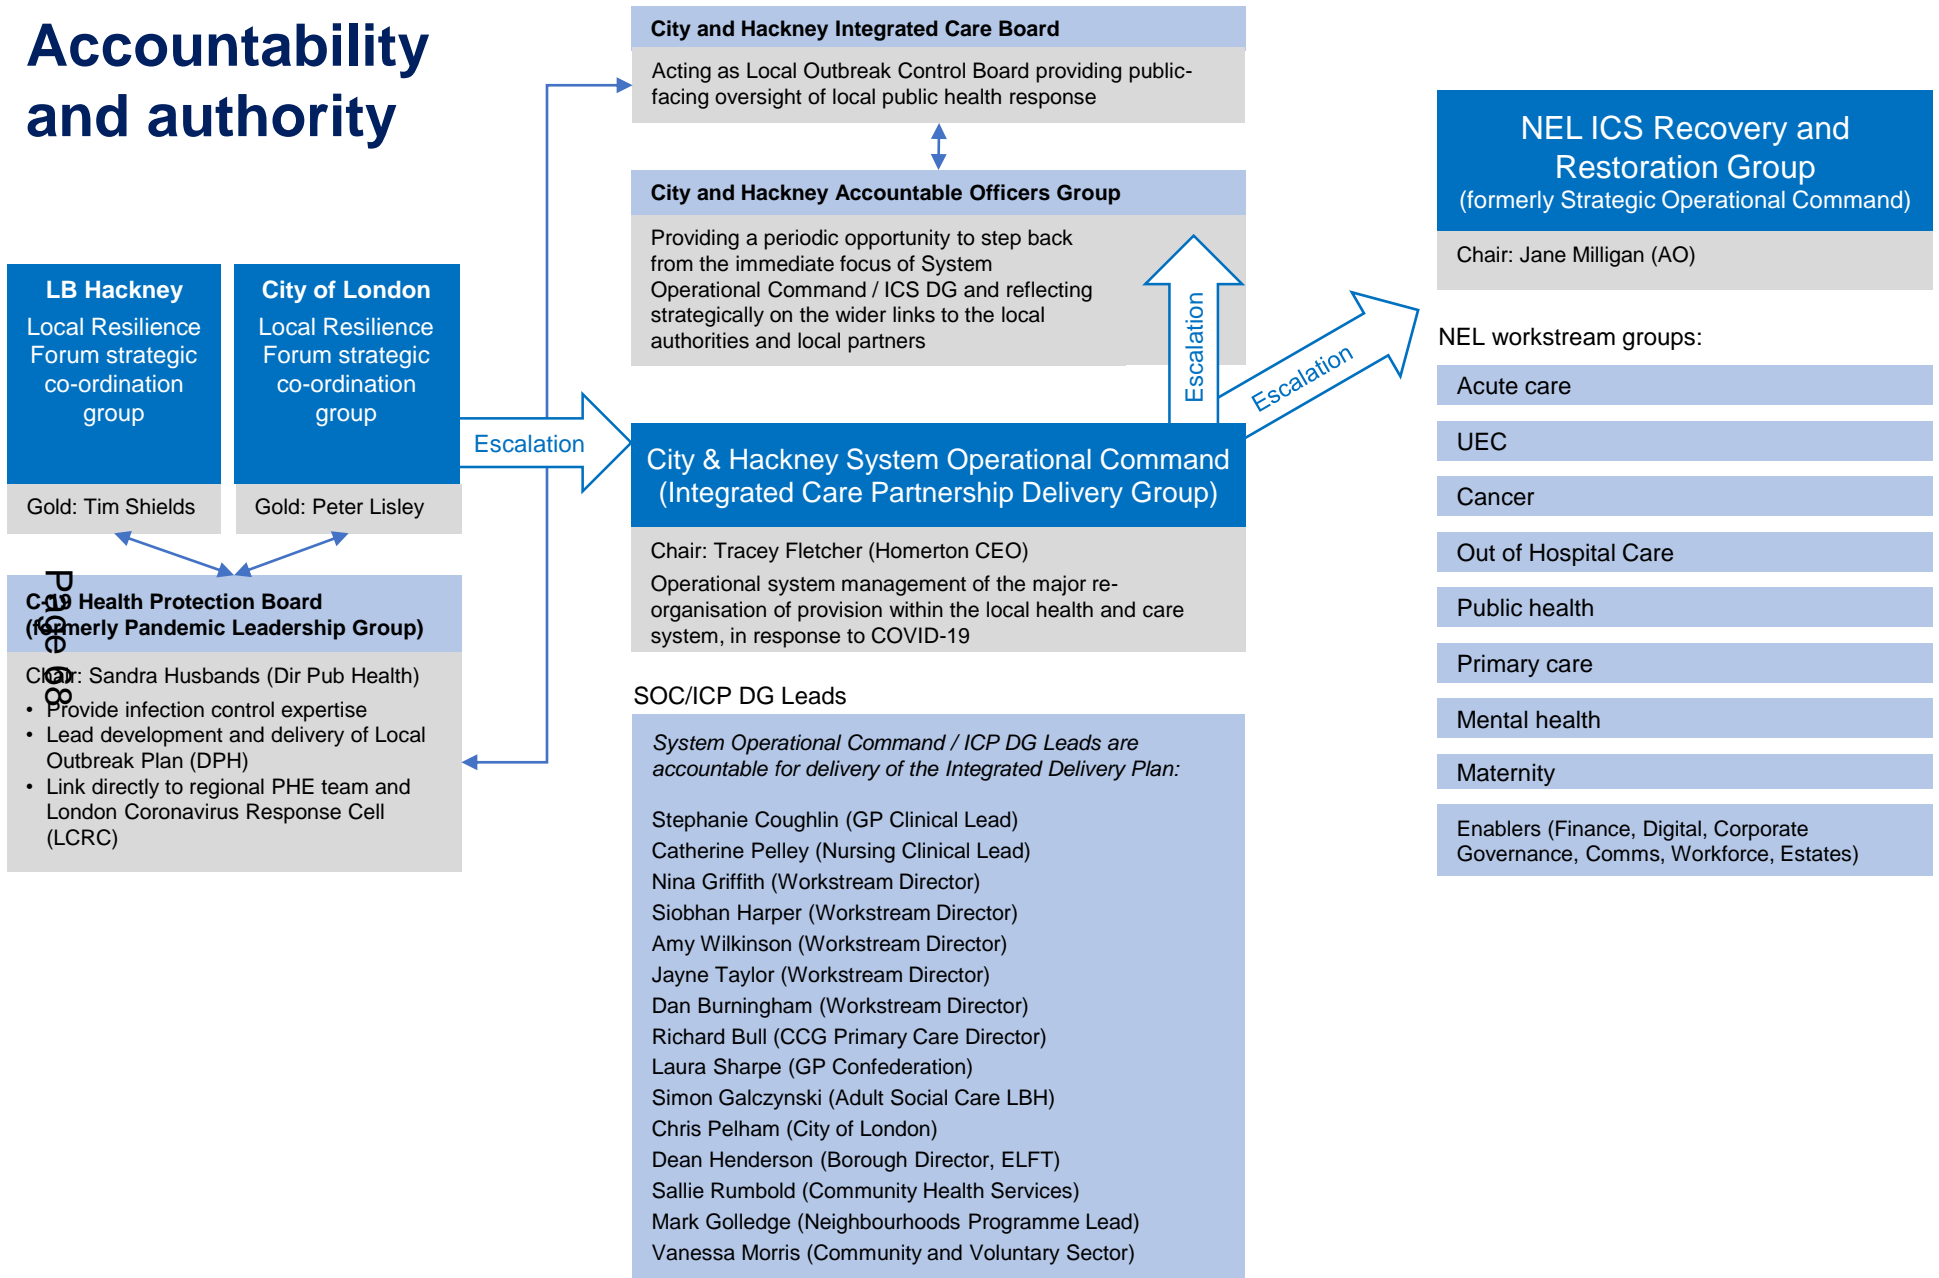 Accountability
and authority
City and Hackney Integrated Care Board
Acting as Local Outbreak Control Board providing public-
facing oversight of local public health response
City and Hackney Accountable Officers Group
Providing a periodic opportunity to step back
from the immediate focus of System
Operational Command / ICS DG and reflecting
strategically on the wider links to the local
authorities and local partners
LB Hackney
Local Resilience
Forum strategic
co-ordination
group
Gold: Tim Shields
City of London
Local Resilience
Forum strategic
co-ordination
group
Gold: Peter Lisley
Escalation
Escalation
Escalation
City & Hackney System Operational Command
(Integrated Care Partnership Delivery Group)
Chair: Tracey Fletcher (Homerton CEO)
Operational system management of the major re-
organisation of provision within the local health and care
system, in response to COVID-19
C-19 Health Protection Board
(formerly Pandemic Leadership Group)
Chair: Sandra Husbands (Dir Pub Health)
• Provide infection control expertise
• Lead development and delivery of Local
Outbreak Plan (DPH)
• Link directly to regional PHE team and
London Coronavirus Response Cell
(LCRC)
Page 68
SOC/ICP DG Leads
System Operational Command / ICP DG Leads are
accountable for delivery of the Integrated Delivery Plan:
Stephanie Coughlin (GP Clinical Lead)
Catherine Pelley (Nursing Clinical Lead)
Nina Griffith (Workstream Director)
Siobhan Harper (Workstream Director)
Amy Wilkinson (Workstream Director)
Jayne Taylor (Workstream Director)
Dan Burningham (Workstream Director)
Richard Bull (CCG Primary Care Director)
Laura Sharpe (GP Confederation)
Simon Galczynski (Adult Social Care LBH)
Chris Pelham (City of London)
Dean Henderson (Borough Director, ELFT)
Sallie Rumbold (Community Health Services)
Mark Golledge (Neighbourhoods Programme Lead)
Vanessa Morris (Community and Voluntary Sector)
NEL ICS Recovery and
Restoration Group
(formerly Strategic Operational Command)
Chair: Jane Milligan (AO)
NEL workstream groups:
Acute care
UEC
Cancer
Out of Hospital Care
Public health
Primary care
Mental health
Maternity
Enablers (Finance, Digital, Corporate
Governance, Comms, Workforce, Estates)